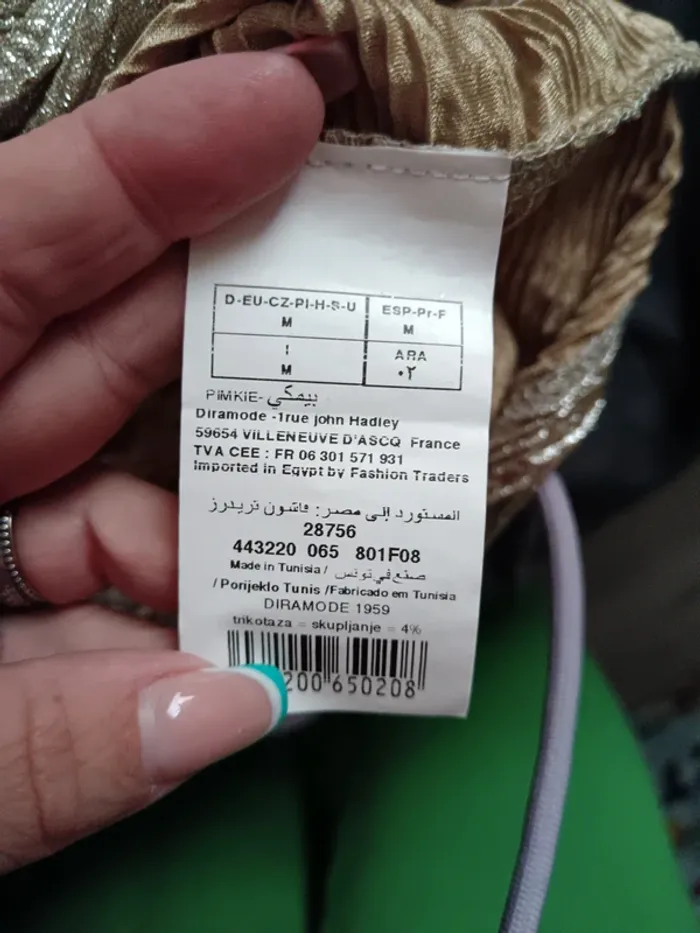 D-EU-CZ-PI-H-S-U ESP-Pr-F
M M
I ARA
M ٠٢
PIMKIE- بيمكي
Diramode -1rue john Hadley
59654 VILLENEUVE D'ASCQ France
TVA CEE : FR 06 301 571 931
Imported in Egypt by Fashion Traders
المستورد إلى مصر: فاشون تريدرز
28756
443220 065 801F08
Made in Tunisia / صنع في تونس
/ Porijeklo Tunis /Fabricado em Tunisia
DIRAMODE 1959
trikotaza = skupljanje = 4%
200 650208